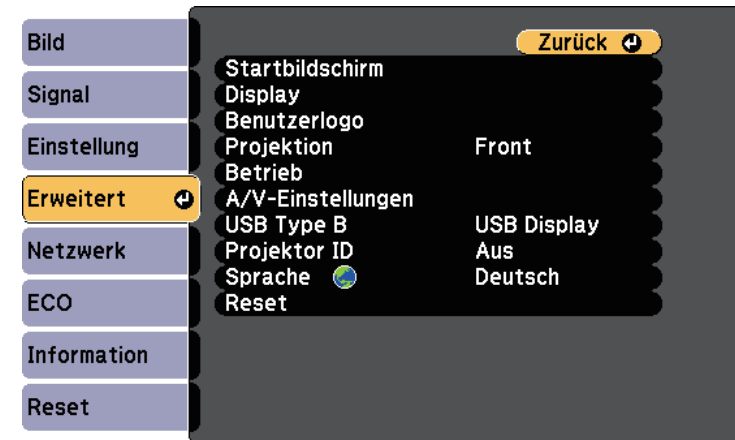 Bild
Signal
Einstellung
Erweitert
Netzwerk
ECO
Information
Reset
Zurück
Startbildschirm
Display
Benutzerlogo
Projektion Front
Betrieb
A/V-Einstellungen
USB Type B USB Display
Projektor ID Aus
Sprache Deutsch
Reset